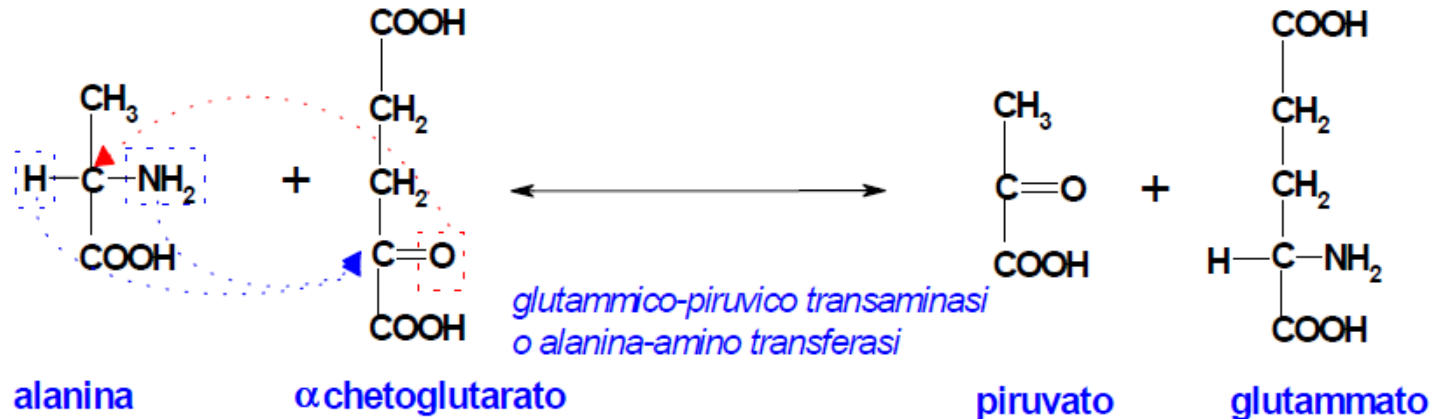 COOH
CH₃
CH₂
H—C—NH₂
+
CH₂
COOH
C=O
COOH
glutammico-piruvico transaminasi
o alanina-amino transferasi
CH₃
C=O
COOH
+
COOH
CH₂
CH₂
H—C—NH₂
COOH
alanina
α chetoglutarato
piruvato
glutammato